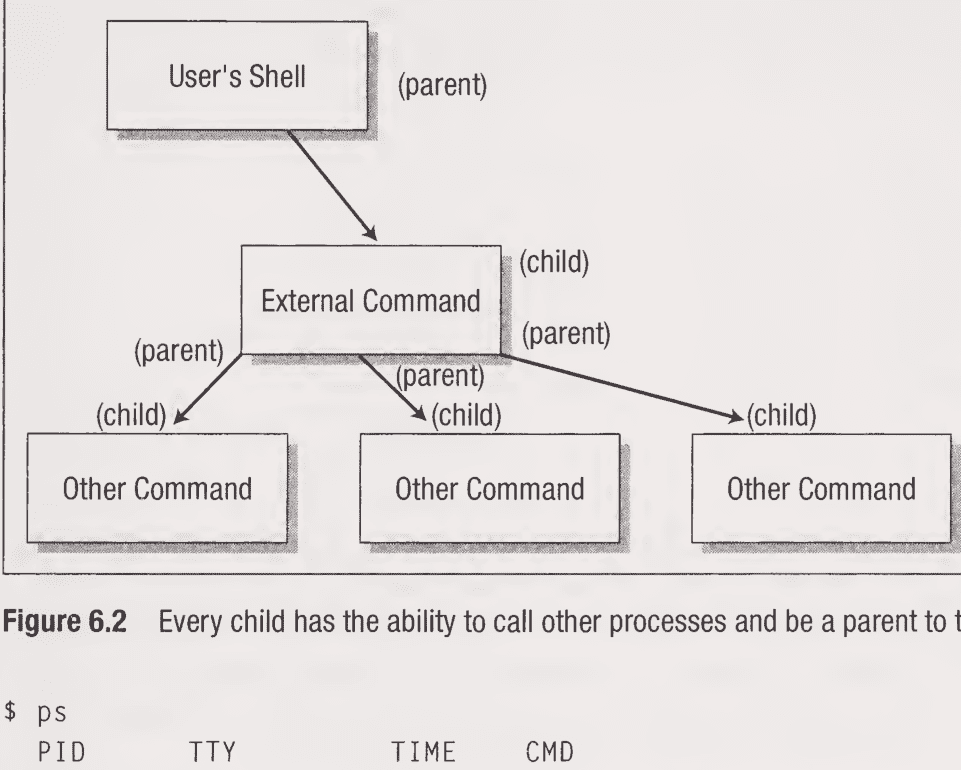 User's Shell
(parent)
(child)
External Command
(parent)
(parent)
(parent)
(child)
(child)
(child)
Other Command
Other Command
Other Command
Figure 6.2 Every child has the ability to call other processes and be a parent to
$ ps
PID TTY TIME CMD